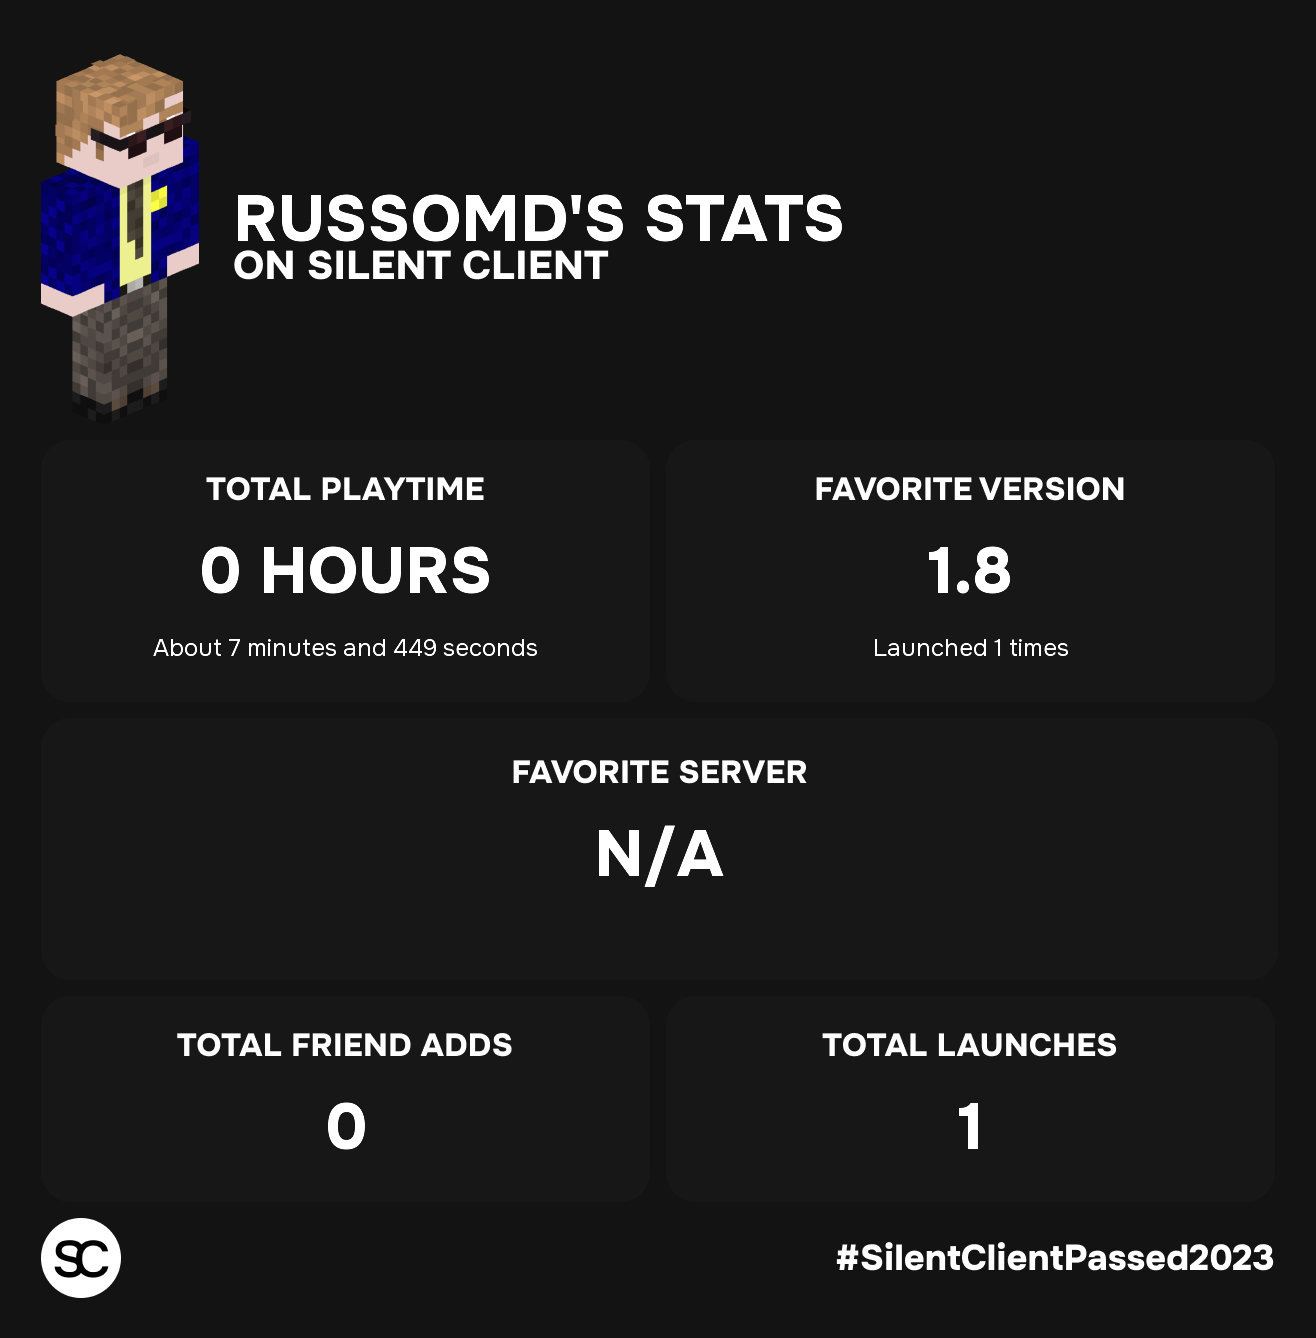 RUSSOMD'S STATS
ON SILENT CLIENT
TOTAL PLAYTIME
0 HOURS
About 7 minutes and 449 seconds
FAVORITE VERSION
1.8
Launched 1 times
FAVORITE SERVER
N/A
TOTAL FRIEND ADDS
0
TOTAL LAUNCHES
1
SC
#SilentClientPassed2023